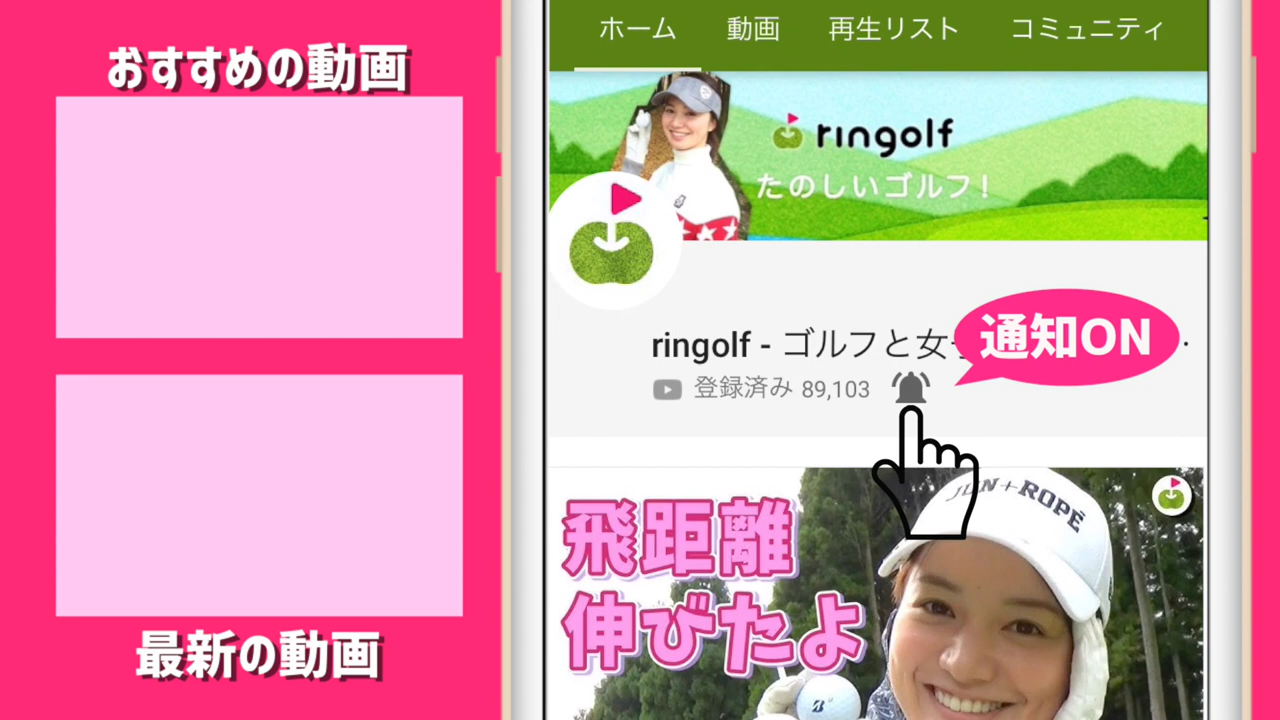 おすすめの動画
最新の動画
ホーム 動画 再生リスト コミュニティ
ringolf
たのしいゴルフ！
ringolf - ゴルフと女
通知ON
登録済み 89,103
JUN+ROPÉ
飛距離
伸びたよ
B